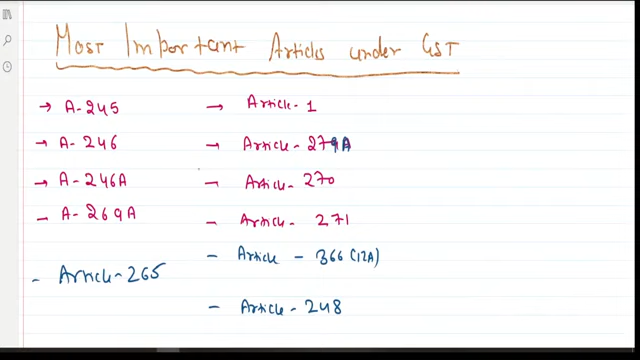 Most Important Articles under GST
→ A-245
→ A-246
→ A-246A
- A-269A
- Article-265
→ Article-1
→ Article-279A
- Article-270
- Article-271
- Article-366(12A)
- Article-248